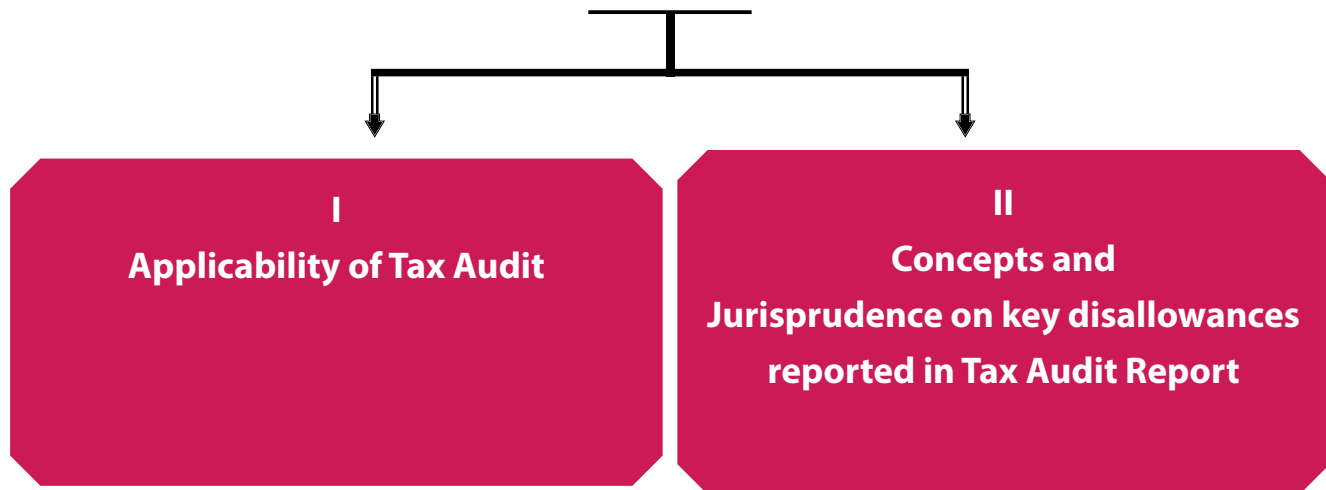 I
Applicability of Tax Audit
II
Concepts and
Jurisprudence on key disallowances
reported in Tax Audit Report